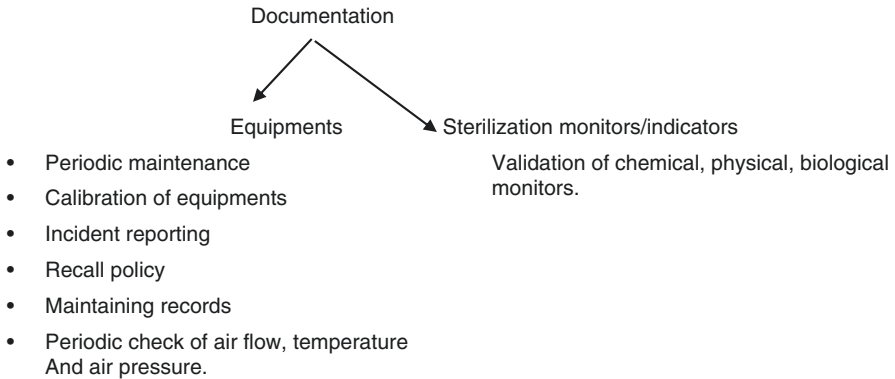 Documentation
Equipments
Sterilization monitors/indicators
• Periodic maintenance
• Calibration of equipments
• Incident reporting
• Recall policy
• Maintaining records
• Periodic check of air flow, temperature
And air pressure.
Validation of chemical, physical, biological
monitors.